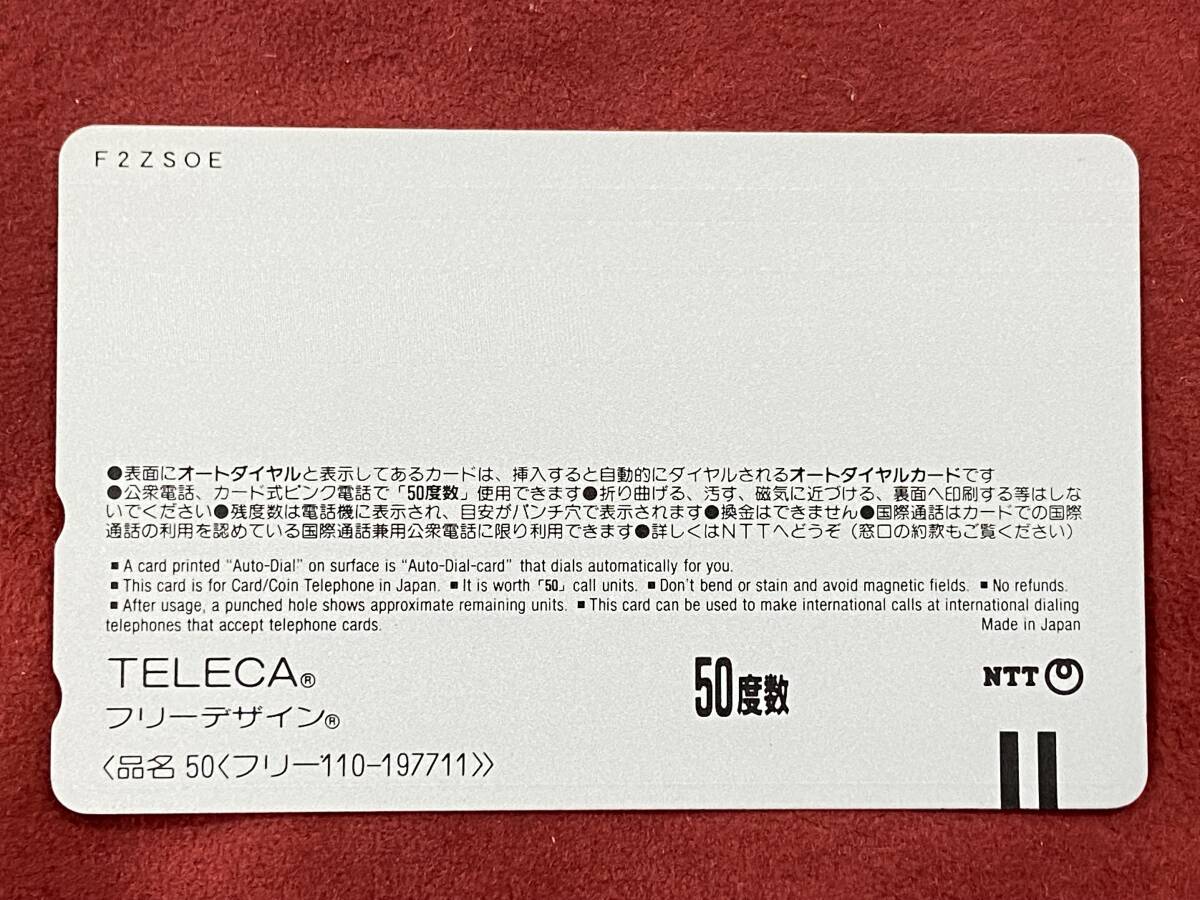 F2ZSOE
●表面にオートダイヤルと表示してあるカードは、挿入すると自動的にダイヤルされるオートダイヤルカードです
●公衆電話、カード式ピンク電話で「50度数」使用できます●折り曲げる、汚す、磁気に近づける、裏面へ印刷する等はしな
いでください●残度数は電話機に表示され、目安がパンチ穴で表示されます●換金はできません●国際通話はカードでの国際
通話の利用を認めている国際通話兼用公衆電話に限り利用できます●詳しくはNTTへどうぞ（窓口の約款もご覧ください）
■ A card printed “Auto-Dial” on surface is “Auto-Dial-card” that dials automatically for you.
■ This card is for Card/Coin Telephone in Japan. ■ It is worth「50」call units. ■ Don't bend or stain and avoid magnetic fields. ■ No refunds.
■ After usage, a punched hole shows approximate remaining units. ■ This card can be used to make international calls at international dialing
telephones that accept telephone cards. Made in Japan
TELECA®
フリーデザイン®
50度数
NTT
〈品名 50〈フリー110-197711〉〉